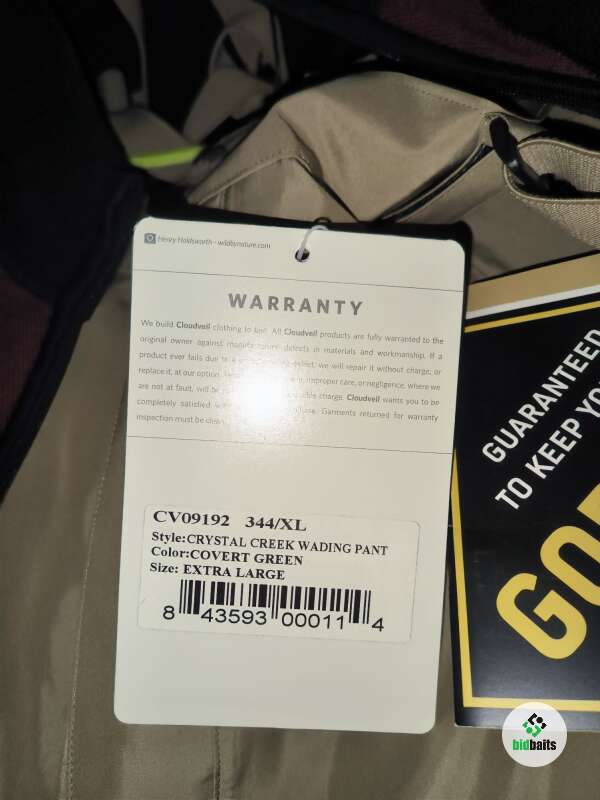 Henry Holdsworth - wildbynature.com
WARRANTY
We build Cloudveil clothing to last. All Cloudveil products are fully warranted to the
original owner against manufacturers defects in materials and workmanship. If a
product ever fails due to a defect, we will repair it without charge, or
replace it, at our option. improper care, or negligence, where we
are not at fault, will be charge. Cloudveil wants you to be
completely satisfied Garments returned for warranty
inspection must be clean.
CV09192 344/XL
Style:CRYSTAL CREEK WADING PANT
Color:COVERT GREEN
Size: EXTRA LARGE
8 43593 00011 4
GUARANTEED
TO KEEP YO
GO
bidbaits